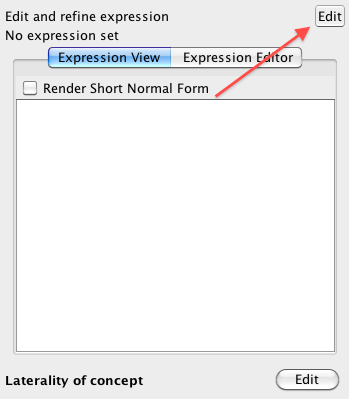 Edit and refine expression Edit
No expression set
Expression View Expression Editor
Render Short Normal Form
Laterality of concept Edit